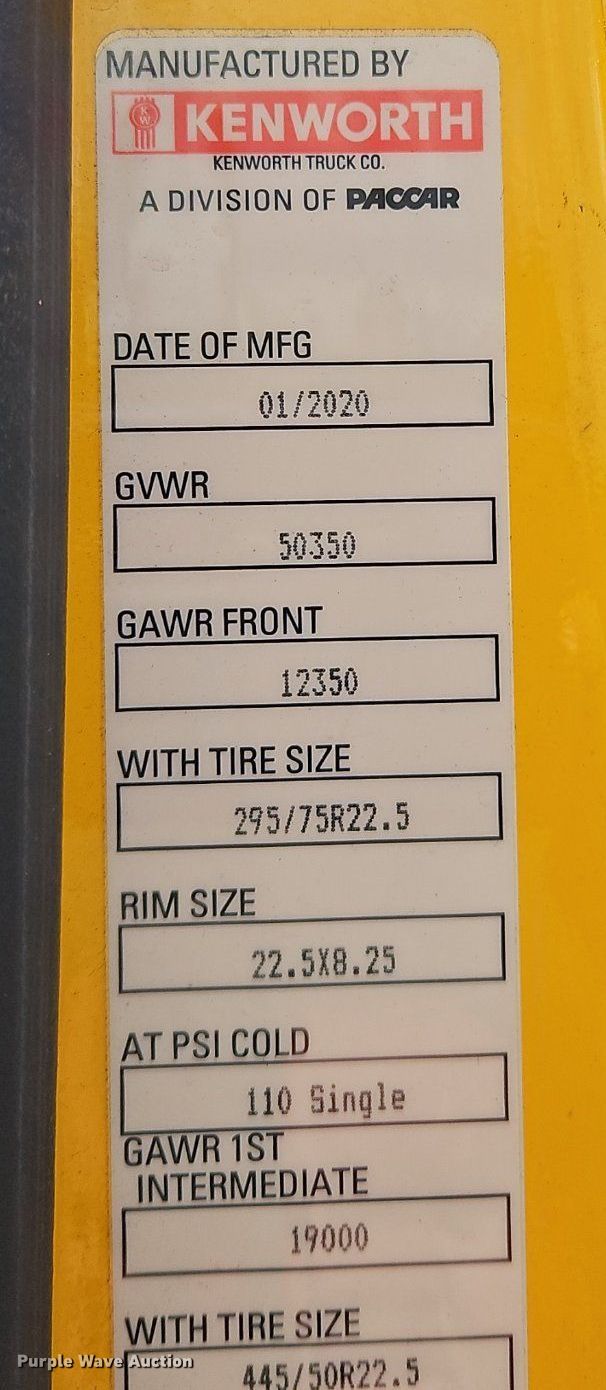 MANUFACTURED BY
KW KENWORTH
KENWORTH TRUCK CO.
A DIVISION OF PACCAR
DATE OF MFG
01/2020
GVWR
50350
GAWR FRONT
12350
WITH TIRE SIZE
295/75R22.5
RIM SIZE
22.5X8.25
AT PSI COLD
110 Single
GAWR 1ST
INTERMEDIATE
19000
WITH TIRE SIZE
445/50R22.5
Purple Wave Auction